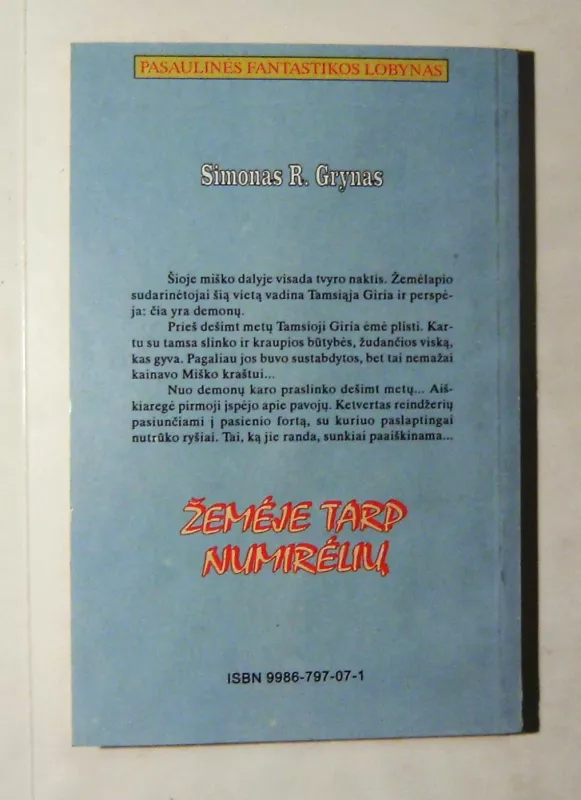 PASAULINĖS FANTASTIKOS LOBYNAS
Simonas R. Grynas
Šioje miško dalyje visada tvyro naktis. Žemėlapio
sudarinėtojai šią vietą vadina Tamsiąja Giria ir perspė-
ja: čia yra demonų.
Prieš dešimt metų Tamsioji Giria ėmė plisti. Kar-
tu su tamsa slinko ir kraupios būtybės, žudančios viską,
kas gyva. Pagaliau jos buvo sustabdytos, bet tai nemažai
kainavo Miško kraštui...
Nuo demonų karo praslinko dešimt metų... Aiš-
kiaregė pirmoji įspėjo apie pavojų. Ketvertas reindžerių
pasiunčiami į pasienio fortą, su kuriuo paslaptingai
nutrūko ryšiai. Tai, ką jie randa, sunkiai paaiškinama...
ŽEMĖJE TARP
NUMIRĖLIŲ
ISBN 9986-797-07-1